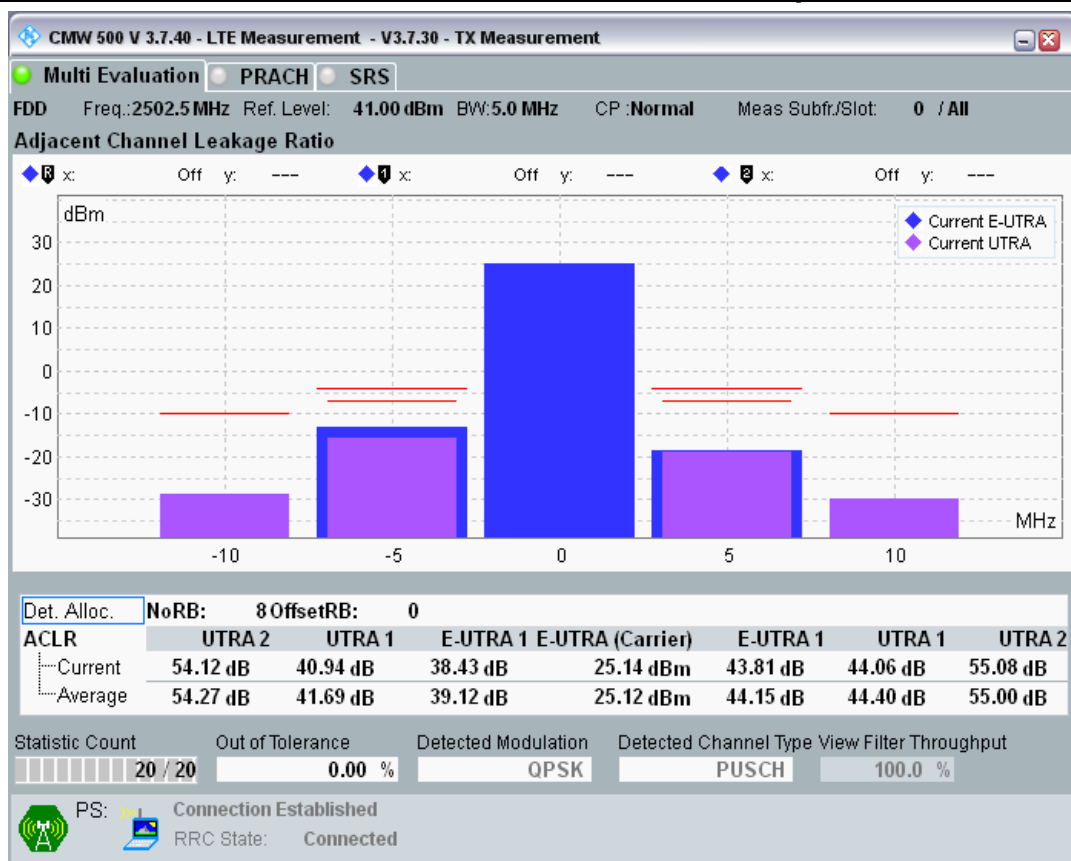 CMW 500 V 3.7.40 - LTE Measurement - V3.7.30 - TX Measurement
Multi Evaluation PRACH SRS
FDD Freq.:2502.5 MHz Ref. Level: 41.00 dBm BW:5.0 MHz CP :Normal Meas Subfr./Slot: 0 / All
Adjacent Channel Leakage Ratio
R x: Off y: --- 1 x: Off y: --- 2 x: Off y: ---
dBm
Current E-UTRA
Current UTRA
30
20
10
0
-10
-20
-30
MHz
-10 -5 0 5 10
Det. Alloc. NoRB: 8 OffsetRB: 0
ACLR UTRA 2 UTRA 1 E-UTRA 1 E-UTRA (Carrier) E-UTRA 1 UTRA 1 UTRA 2
Current 54.12 dB 40.94 dB 38.43 dB 25.14 dBm 43.81 dB 44.06 dB 55.08 dB
Average 54.27 dB 41.69 dB 39.12 dB 25.12 dBm 44.15 dB 44.40 dB 55.00 dB
Statistic Count Out of Tolerance Detected Modulation Detected Channel Type View Filter Throughput
20 / 20 0.00 % QPSK PUSCH 100.0 %
PS: Connection Established
RRC State: Connected